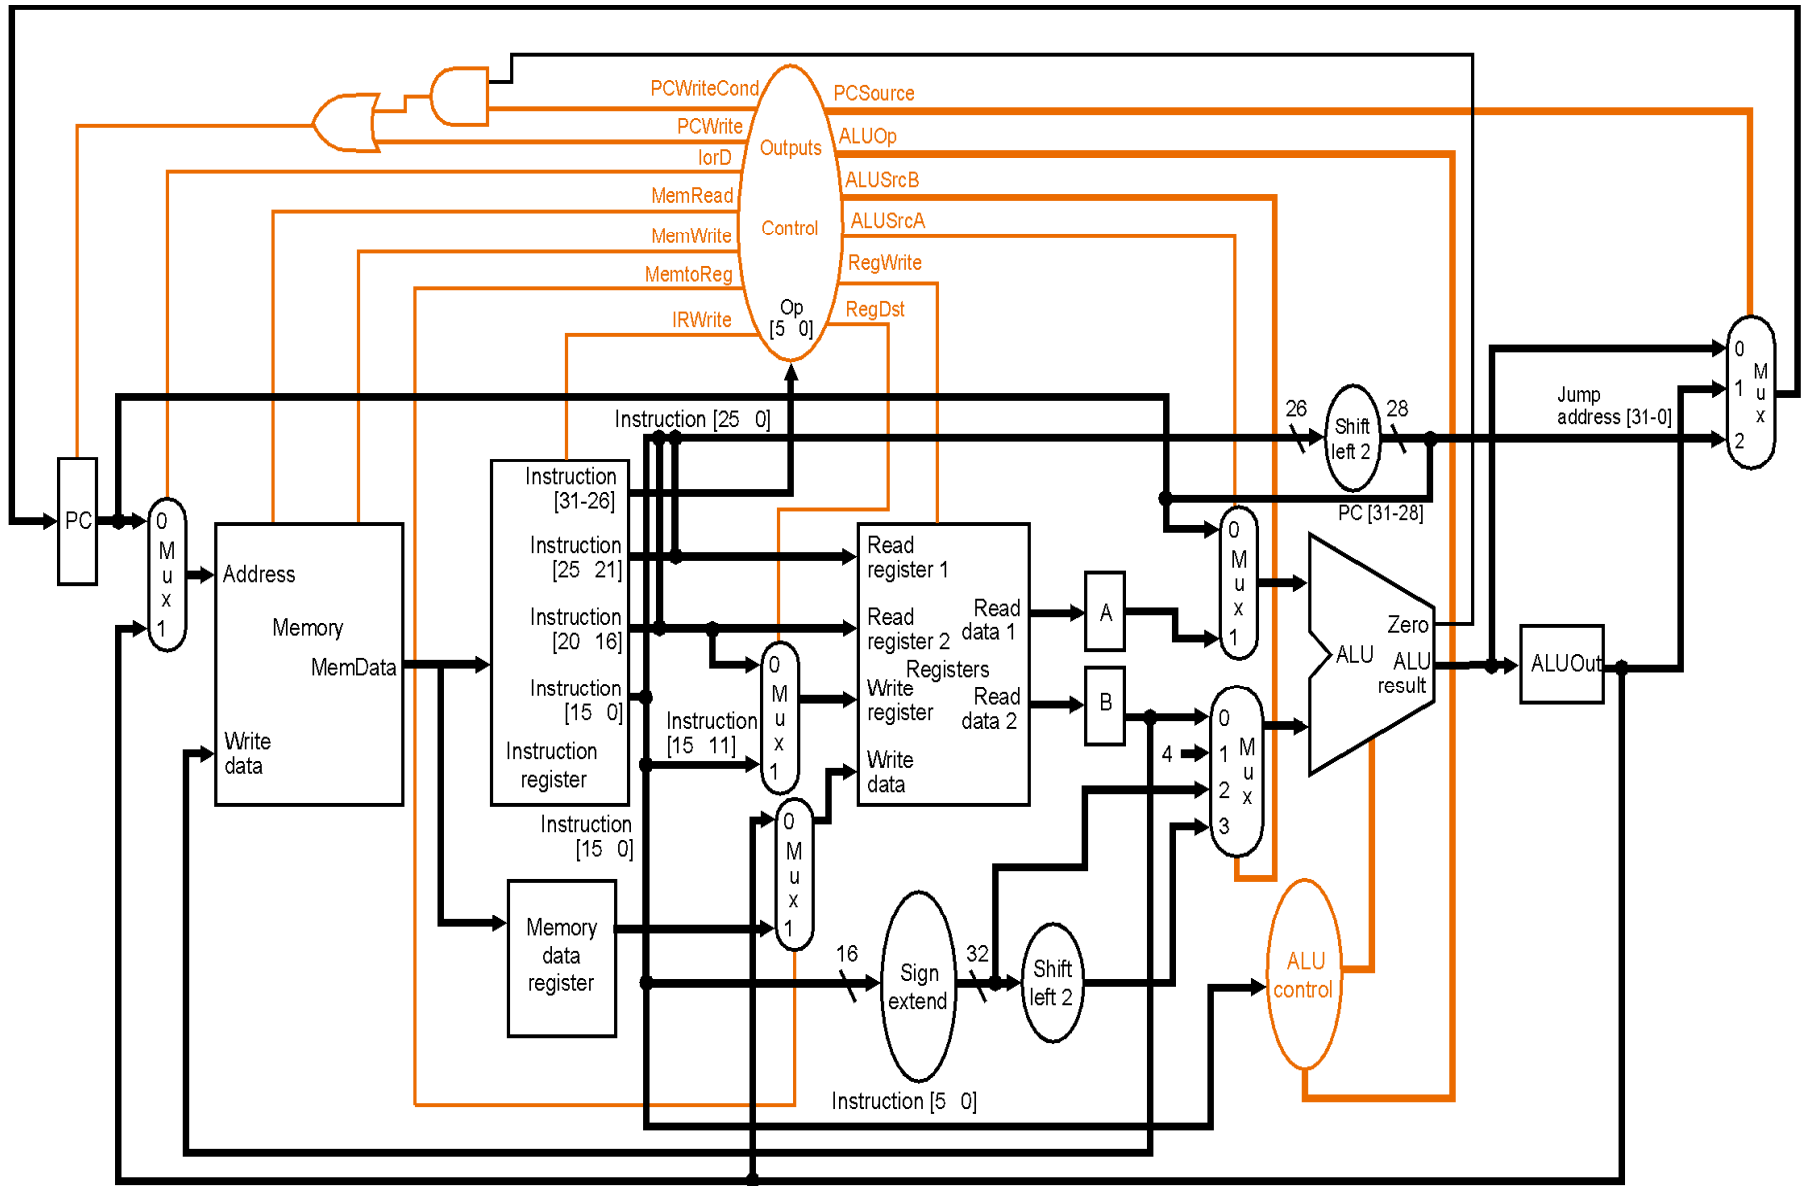 PCWriteCond
PCSource
PCWrite
ALUOp
Outputs
IorD
ALUSrcB
MemRead
ALUSrcA
Control
MemWrite
RegWrite
MemtoReg
Op
[5 0]
RegDst
IRWrite
0
1
2
M
u
x
Jump
address [31-0]
Instruction [25 0]
26
Shift
left 2
28
PC [31-28]
PC
0
M
u
x
1
Address
Memory
MemData
Write
data
Instruction
[31-26]
Instruction
[25 21]
Instruction
[20 16]
Instruction
[15 0]
Instruction
register
Instruction
[15 11]
0
M
u
x
1
Read
register 1
Read
register 2
Registers
Write
register
Write
data
Read
data 1
Read
data 2
A
B
0
M
u
x
1
4
0
1
2
3
M
u
x
Zero
ALU
ALU
result
ALUOut
Instruction
[15 0]
Memory
data
register
0
M
u
x
1
16
Sign
extend
32
Shift
left 2
ALU
control
Instruction [5 0]